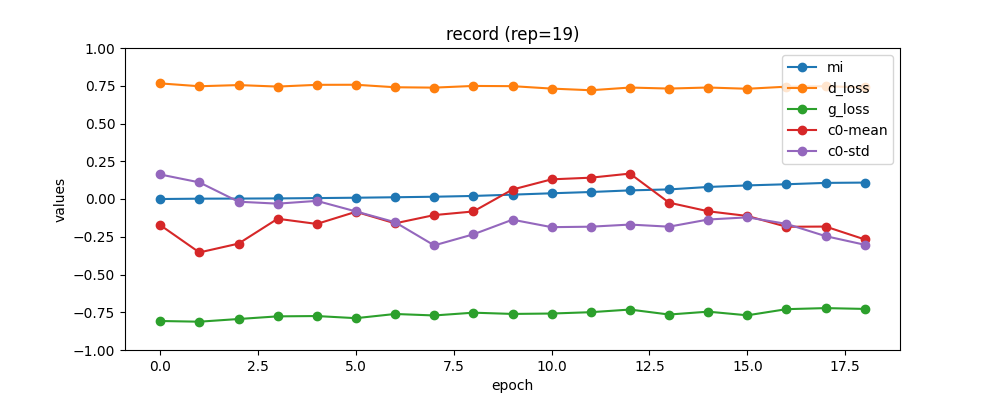 record (rep=19)
1.00
0.75
0.50
0.25
0.00
−0.25
−0.50
−0.75
−1.00
values
mi
d_loss
g_loss
c0-mean
c0-std
0.0
2.5
5.0
7.5
10.0
12.5
15.0
17.5
epoch